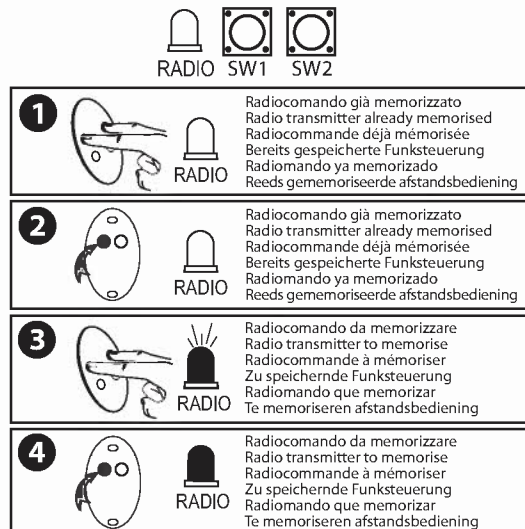 RADIO SW1 SW2
1
Radiocomando già memorizzato
Radio transmitter already memorised
Radiocommande déjà mémorisée
Bereits gespeicherte Funksteuerung
Radiomando ya memorizado
Reeds gememoriseerde afstandsbediening
RADIO
2
Radiocomando già memorizzato
Radio transmitter already memorised
Radiocommande déjà mémorisée
Bereits gespeicherte Funksteuerung
Radiomando ya memorizado
Reeds gememoriseerde afstandsbediening
RADIO
3
Radiocomando da memorizzare
Radio transmitter to memorise
Radiocommande à mémoriser
Zu speichernde Funksteuerung
Radiomando que memorizar
Te memoriseren afstandsbediening
RADIO
4
Radiocomando da memorizzare
Radio transmitter to memorise
Radiocommande à mémoriser
Zu speichernde Funksteuerung
Radiomando que memorizar
Te memoriseren afstandsbediening
RADIO